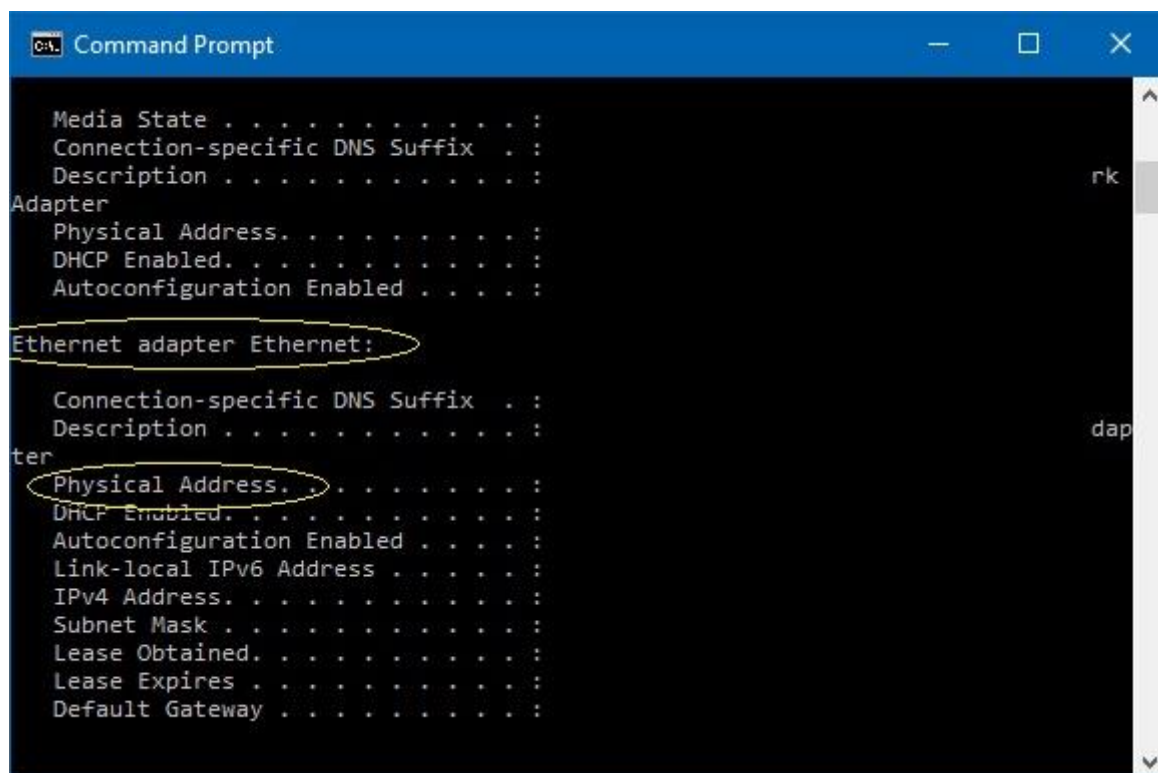 Command Prompt
Media State . . . . . . . . . . . :
Connection-specific DNS Suffix  . :
Description . . . . . . . . . . . : rk
Adapter
Physical Address. . . . . . . . . :
DHCP Enabled. . . . . . . . . . . :
Autoconfiguration Enabled . . . . :
Ethernet adapter Ethernet:
Connection-specific DNS Suffix  . :
Description . . . . . . . . . . . : dap
ter
Physical Address. . . . . . . . . :
DHCP Enabled. . . . . . . . . . . :
Autoconfiguration Enabled . . . . :
Link-local IPv6 Address . . . . . :
IPv4 Address. . . . . . . . . . . :
Subnet Mask . . . . . . . . . . . :
Lease Obtained. . . . . . . . . . :
Lease Expires . . . . . . . . . . :
Default Gateway . . . . . . . . . :